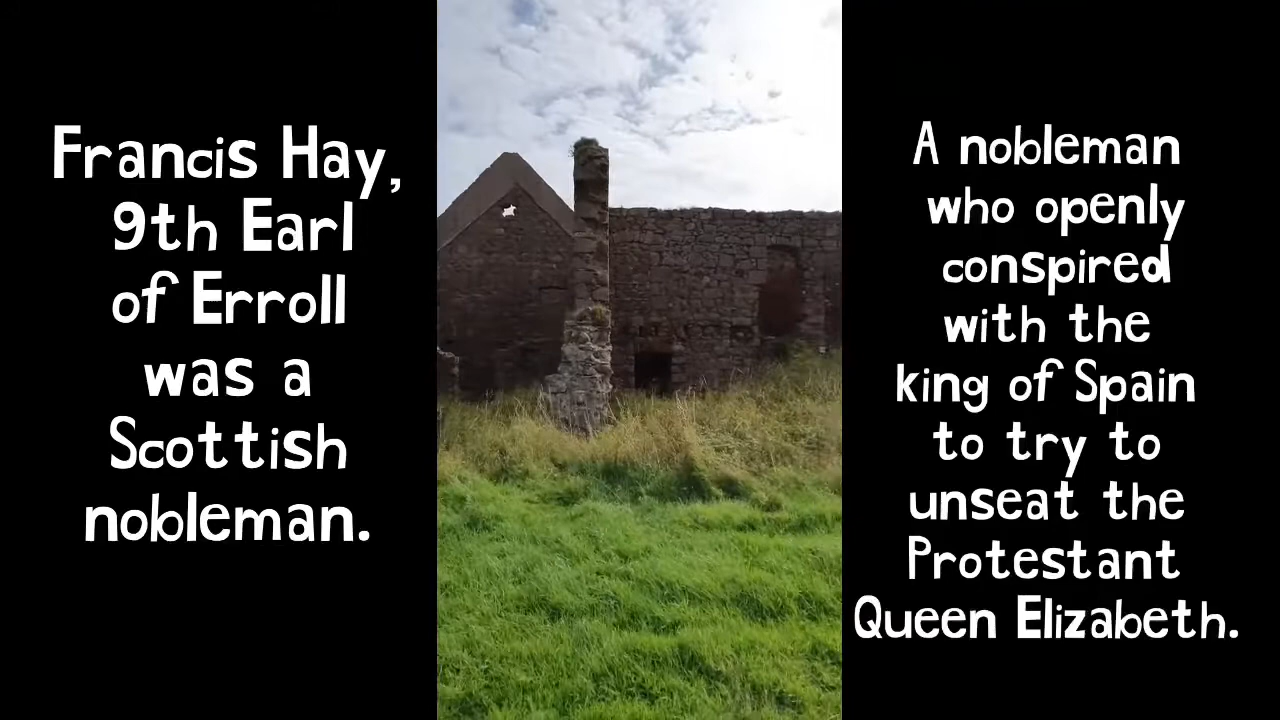 Francis Hay,
9th Earl
of Erroll
was a
Scottish
nobleman.
A nobleman
who openly
conspired
with the
king of Spain
to try to
unseat the
Protestant
Queen Elizabeth.